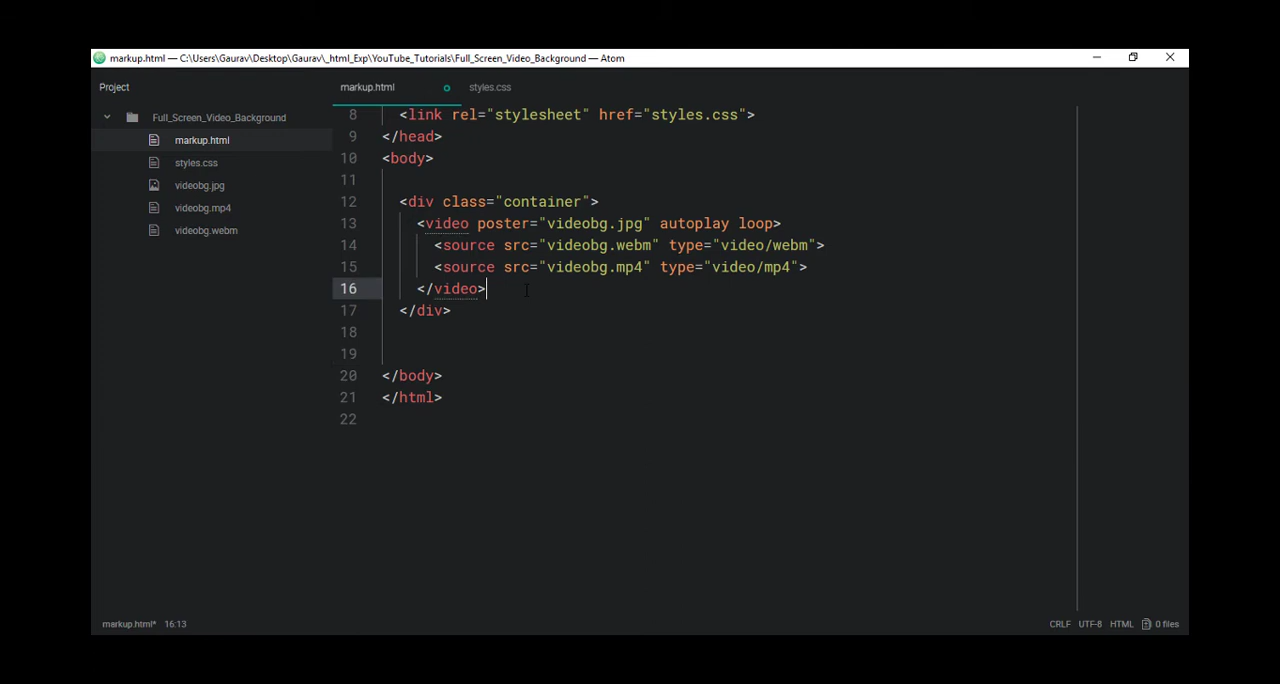 markup.html — C:\Users\Gaurav\Desktop\Gaurav\_html_Exp\YouTube_Tutorials\Full_Screen_Video_Background — Atom
Project
markup.html
styles.css
Full_Screen_Video_Background
markup.html
styles.css
videobg.jpg
videobg.mp4
videobg.webm
8 <link rel="stylesheet" href="styles.css">
9 </head>
10 <body>
11
12 <div class="container">
13 <video poster="videobg.jpg" autoplay loop>
14 <source src="videobg.webm" type="video/webm">
15 <source src="videobg.mp4" type="video/mp4">
16 </video>
17 </div>
18
19
20 </body>
21 </html>
22
markup.html* 16:13
CRLF UTF-8 HTML 0 files